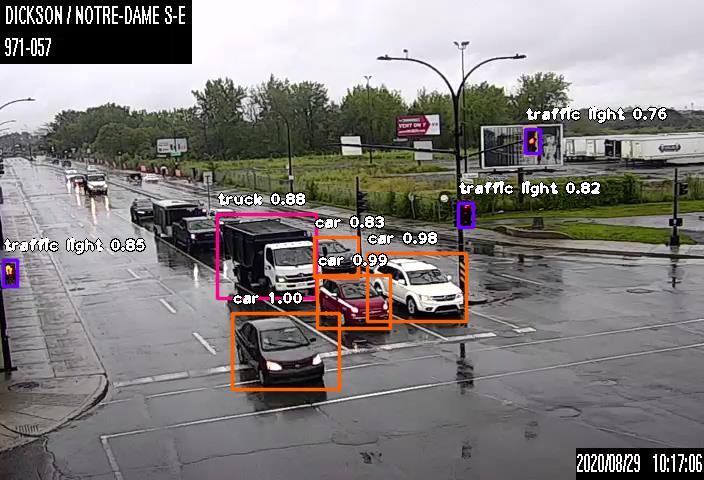 DICKSON / NOTRE-DAME S-E
971-057
traffic light 0.76
traffic light 0.82
truck 0.88
car 0.83
car 0.98
traffic light 0.85
car 0.99
car 1.00
2020/08/29 10:17:06